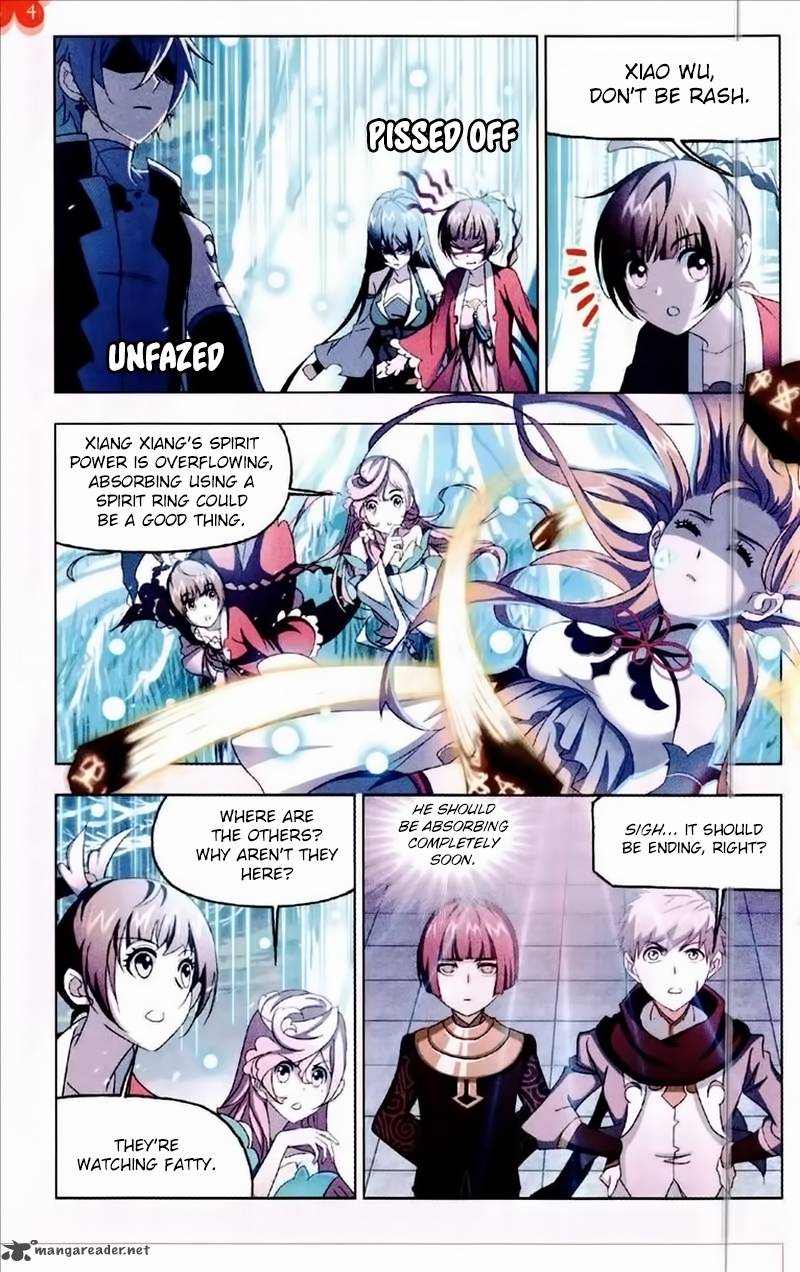 4
PISSED OFF
UNFAZED
XIAO WU,
DON'T BE RASH.
XIANG XIANG'S SPIRIT
POWER IS OVERFLOWING,
ABSORBING USING A
SPIRIT RING COULD
BE A GOOD THING.
WHERE ARE
THE OTHERS?
WHY AREN'T THEY
HERE?
THEY'RE
WATCHING FATTY.
HE SHOULD
BE ABSORBING
COMPLETELY
SOON.
SIGH... IT SHOULD
BE ENDING, RIGHT?
mangareader.net